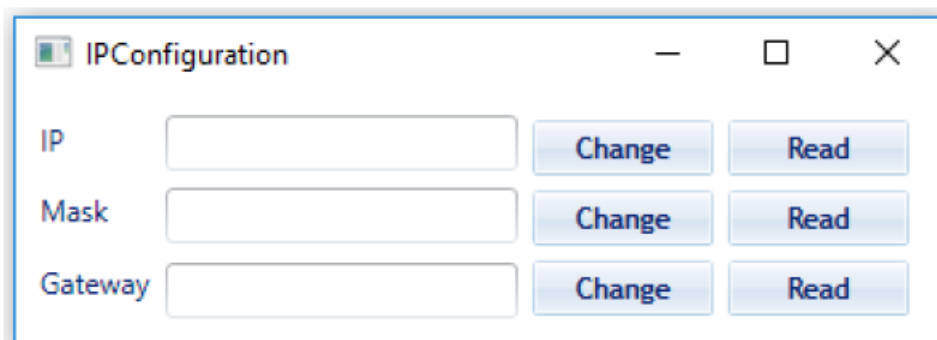 IPConfiguration
IP Change Read
Mask Change Read
Gateway Change Read